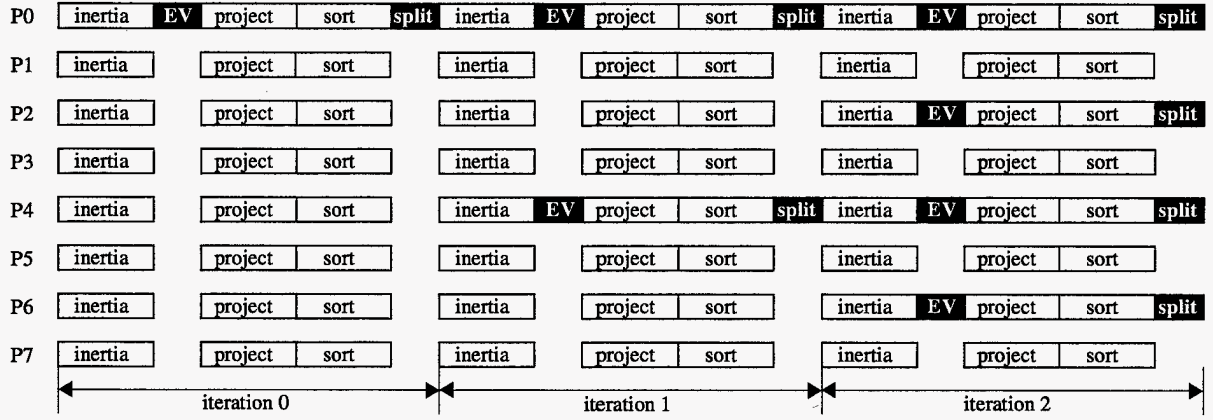 P0 inertia EV project sort split inertia EV project sort split inertia EV project sort split
P1 inertia project sort inertia project sort inertia project sort
P2 inertia project sort inertia project sort inertia EV project sort split
P3 inertia project sort inertia project sort inertia project sort
P4 inertia project sort inertia EV project sort split inertia EV project sort split
P5 inertia project sort inertia project sort inertia project sort
P6 inertia project sort inertia project sort inertia EV project sort split
P7 inertia project sort inertia project sort inertia project sort
iteration 0 iteration 1 iteration 2